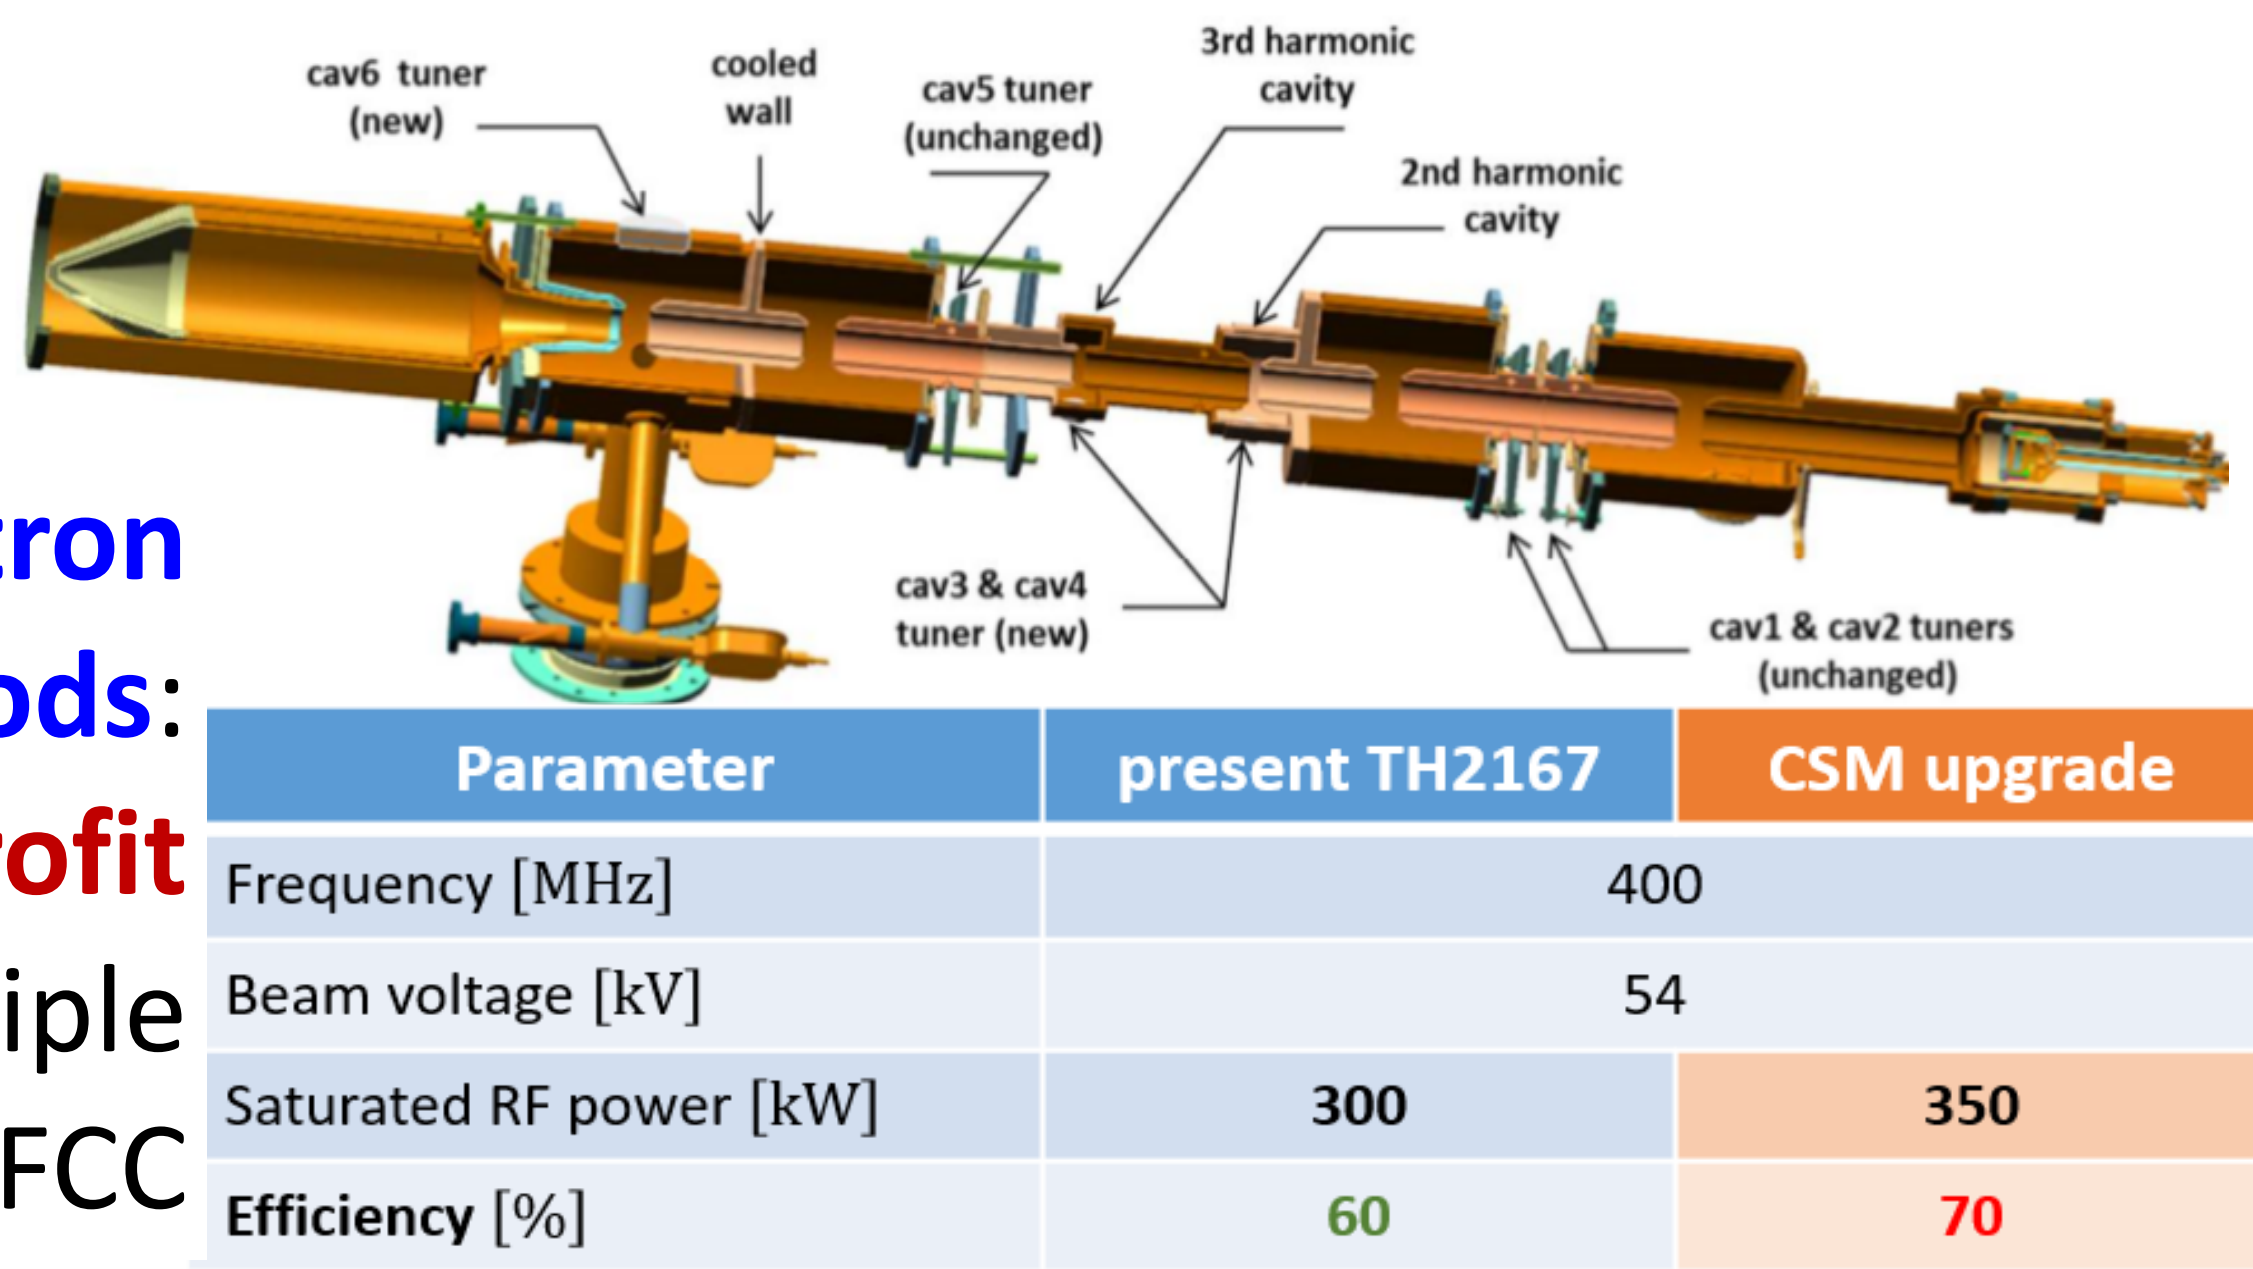 3rd harmonic
cavity
cooled
wall
cav6 tuner
(new)
cav5 tuner
(unchanged)
2nd harmonic
cavity
cav3 & cav4
tuner (new)
cav1 & cav2 tuners
(unchanged)
tron
ods:
rofit
iple
FCC
Parameter present TH2167 CSM upgrade
Frequency [MHz] 400
Beam voltage [kV] 54
Saturated RF power [kW] 300 350
Efficiency [%] 60 70